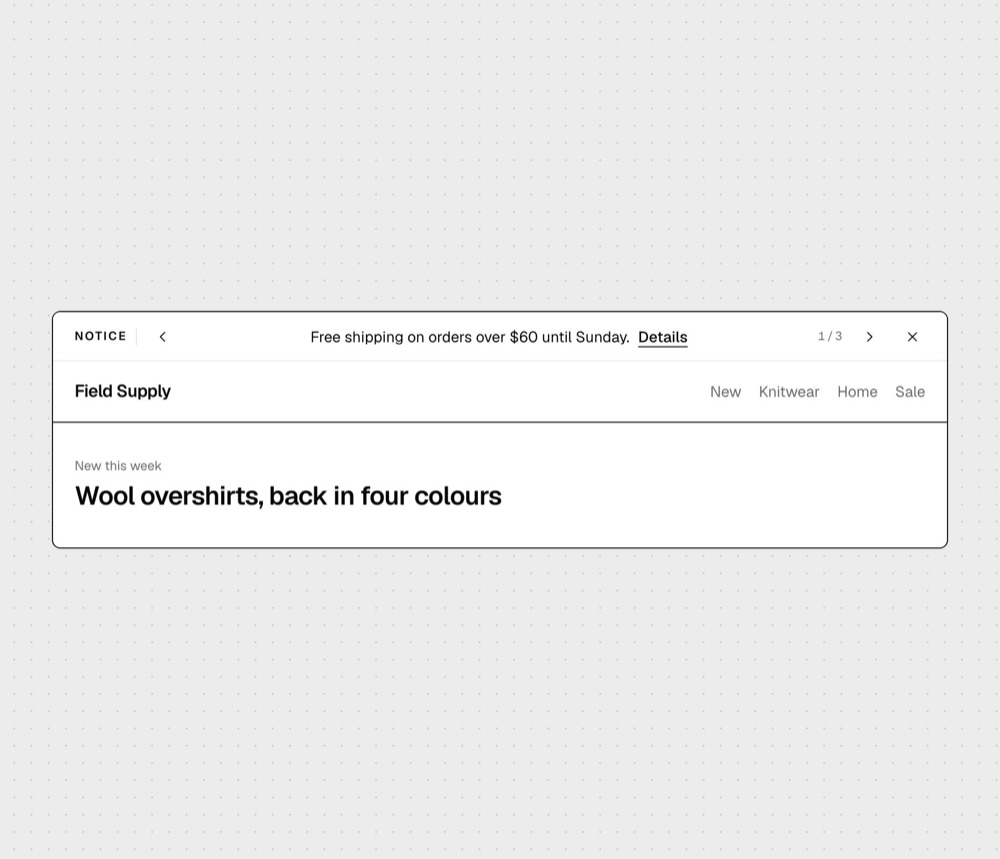 NOTICE Free shipping on orders over $60 until Sunday. Details 1 / 3
Field Supply New Knitwear Home Sale
New this week
Wool overshirts, back in four colours